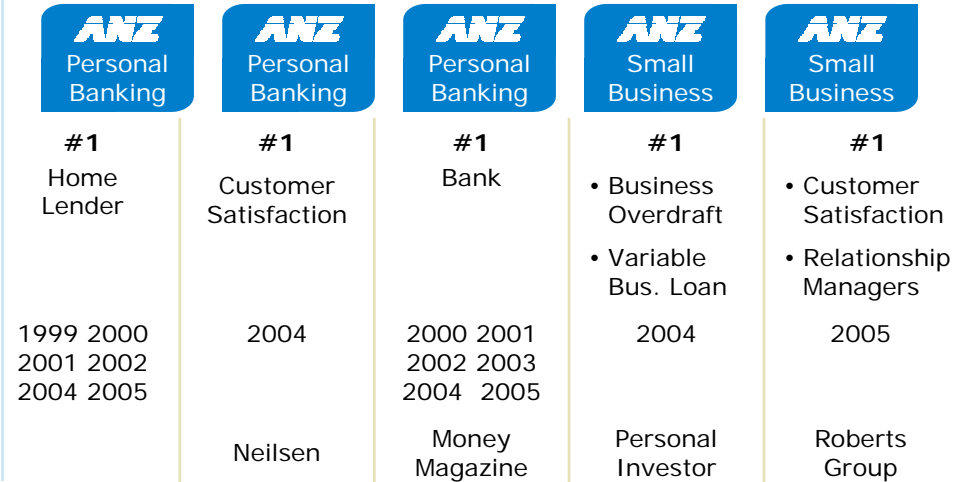 ANZ
Personal
Banking
#1
Home
Lender
1999 2000
2001 2002
2004 2005
ANZ
Personal
Banking
#1
Customer
Satisfaction
2004
Neilsen
ANZ
Personal
Banking
#1
Bank
2000 2001
2002 2003
2004 2005
Money
Magazine
ANZ
Small
Business
#1
• Business
Overdraft
• Variable
Bus. Loan
2004
Personal
Investor
ANZ
Small
Business
#1
• Customer
Satisfaction
• Relationship
Managers
2005
Roberts
Group